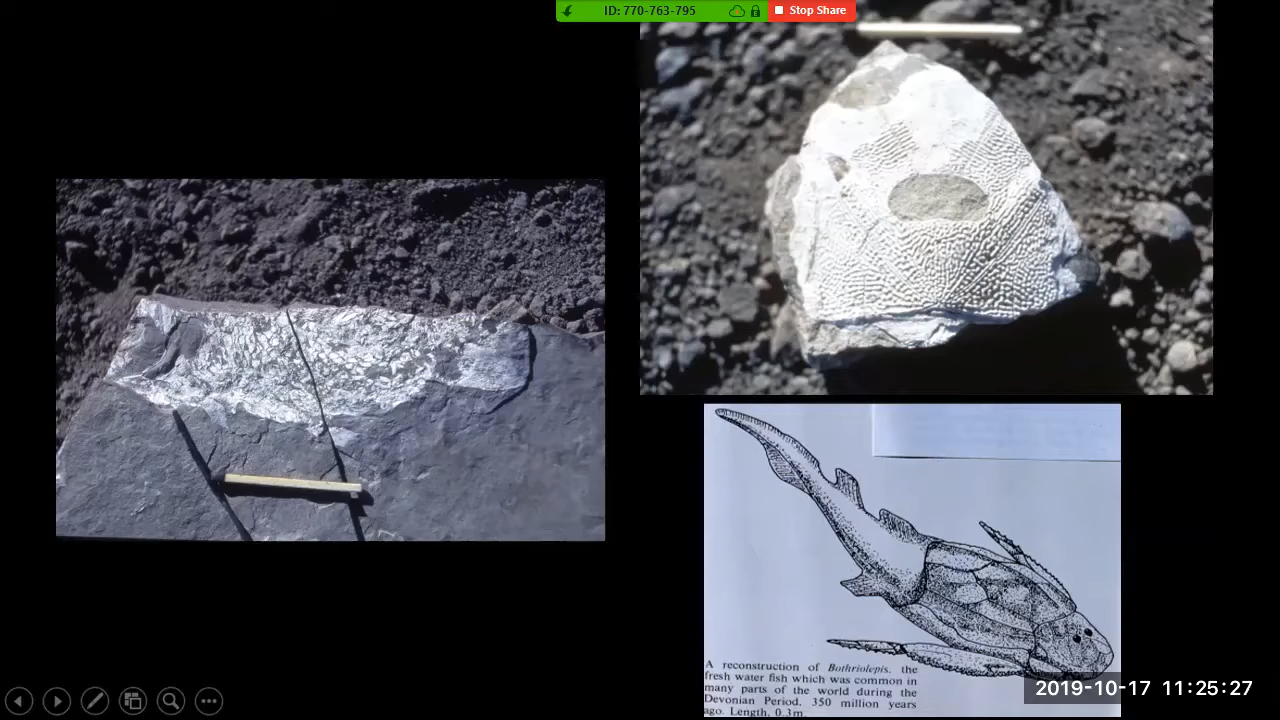 ID: 770-763-795
Stop Share
A reconstruction of Bothriolepis, the
fresh water fish which was common in
many parts of the world during the
Devonian Period, 350 million years
ago. Length, 0.3m.
2019-10-17 11:25:27